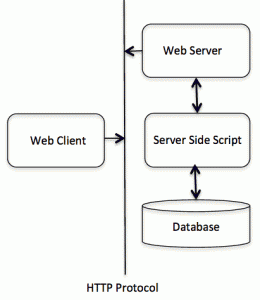 Web Server
Web Client
Server Side Script
Database
HTTP Protocol